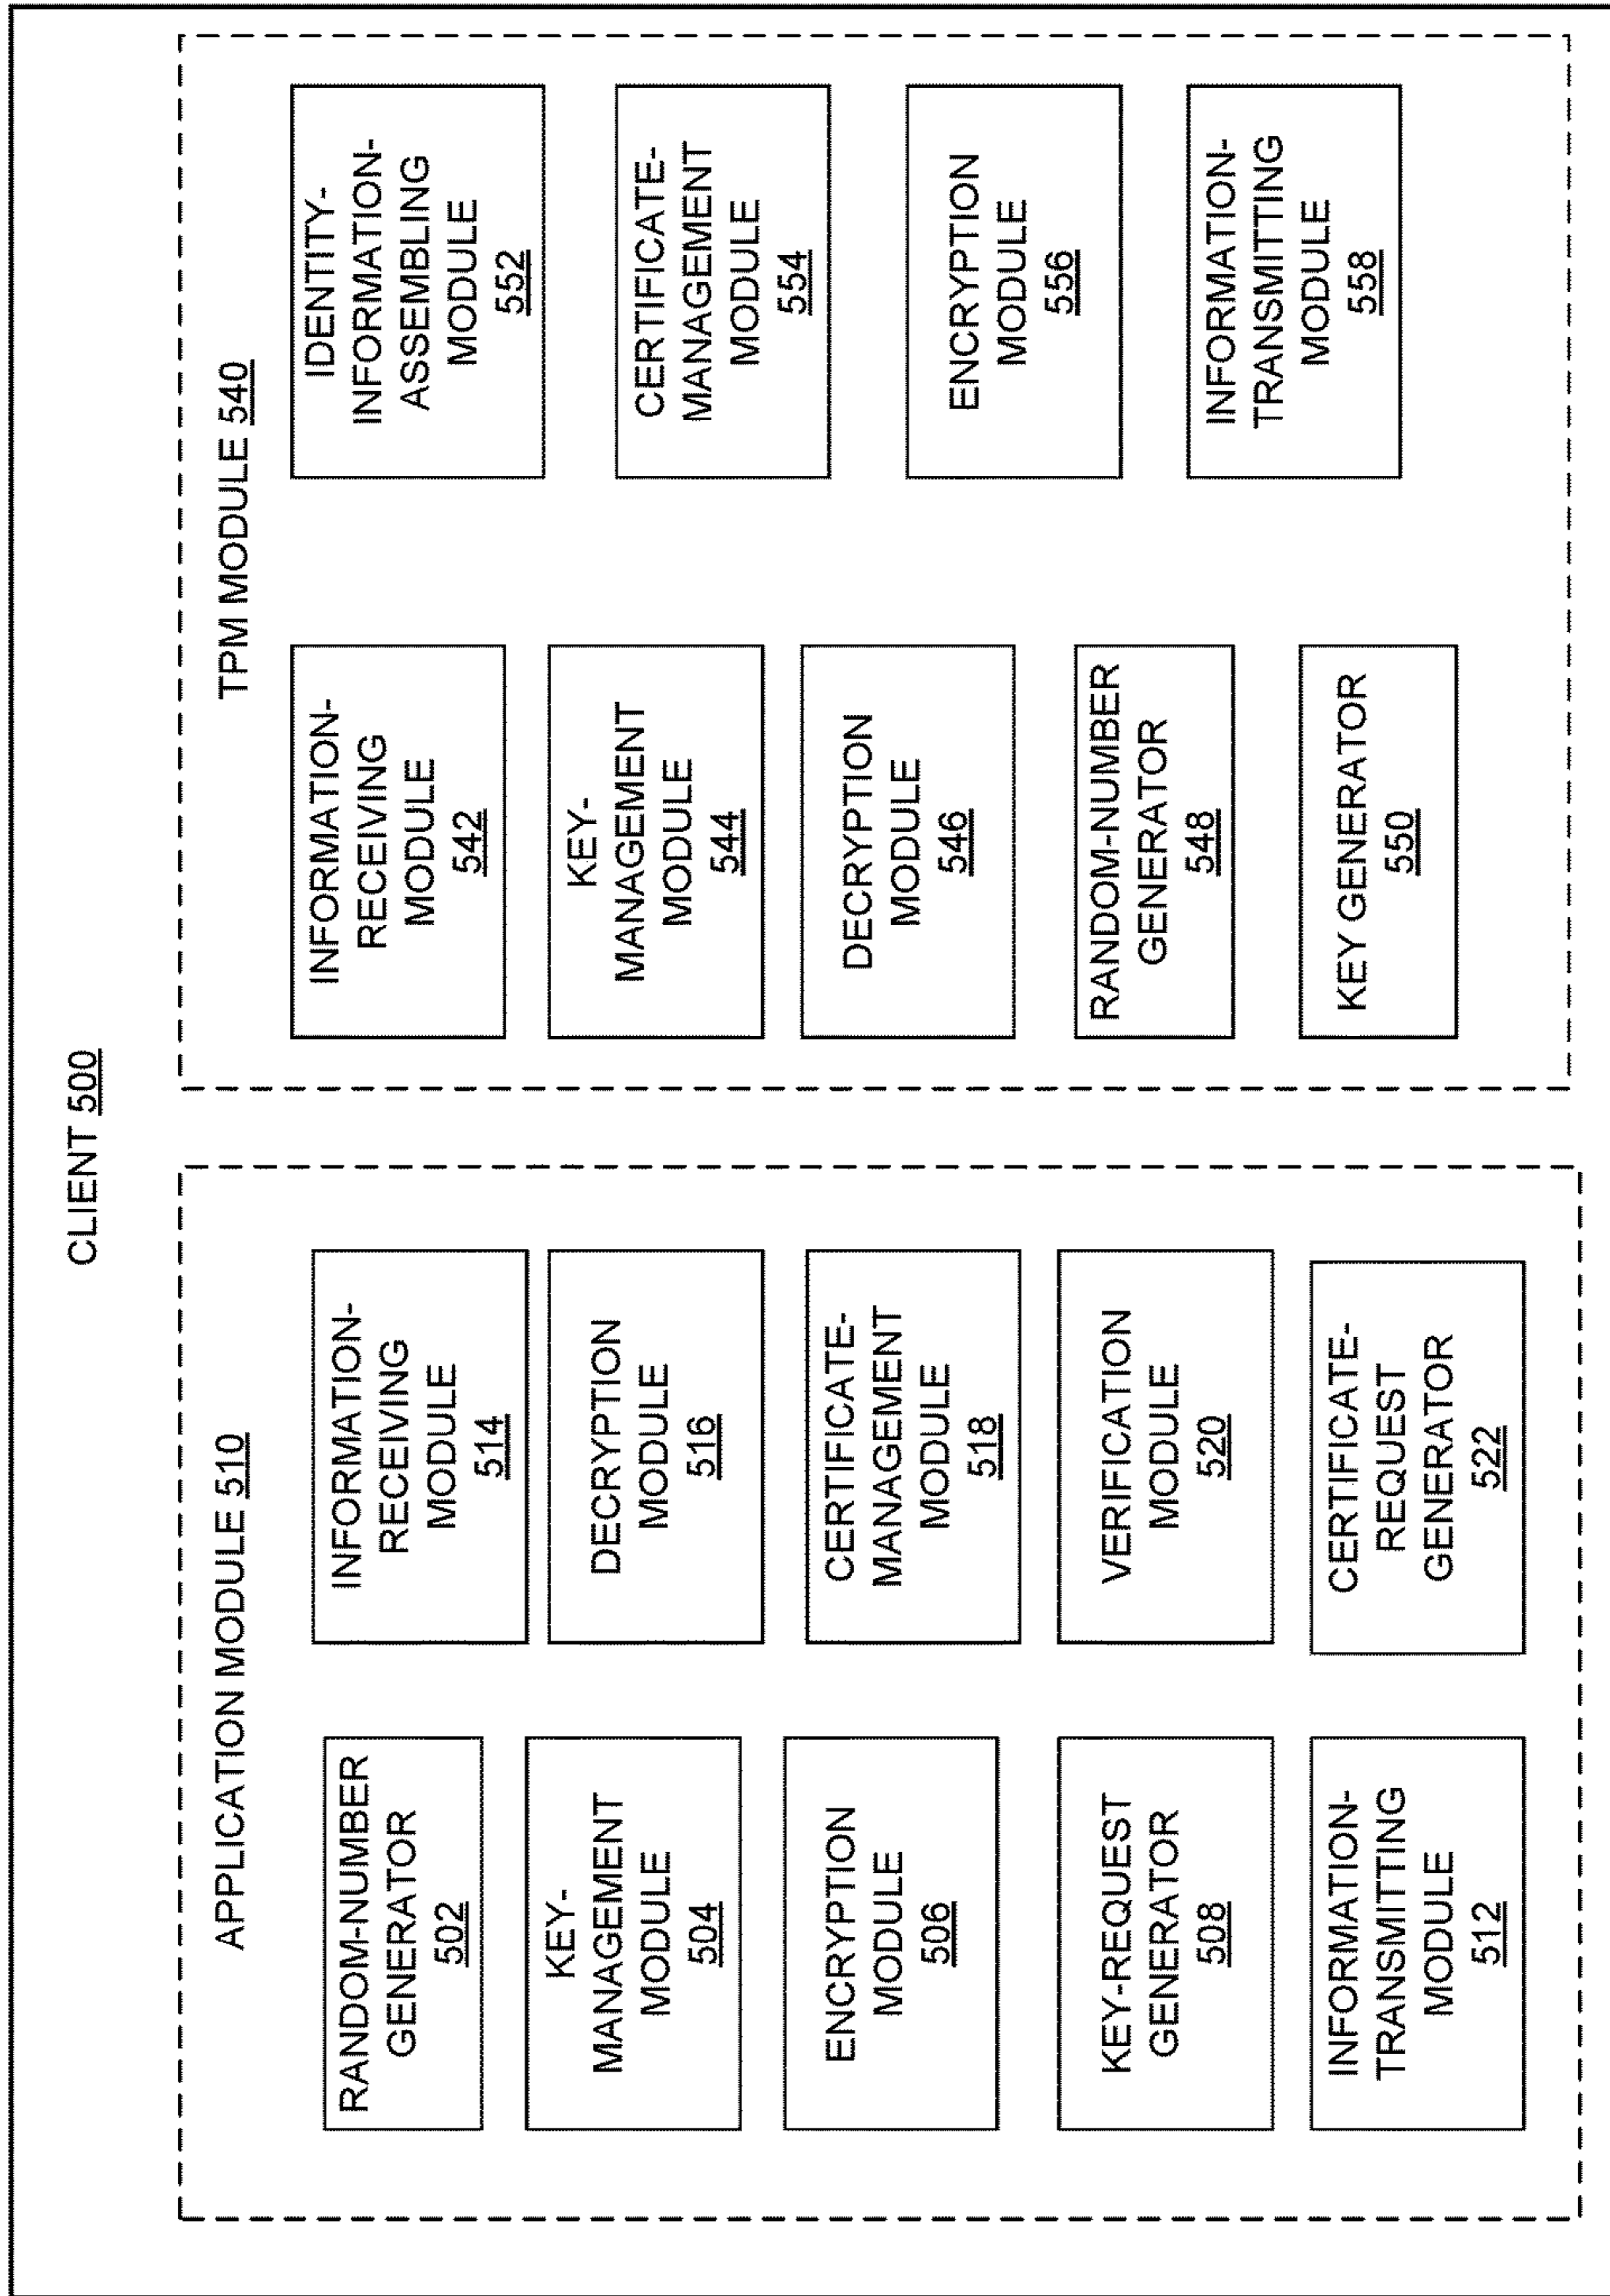 CLIENT 500
APPLICATION MODULE 510
RANDOM-NUMBER
GENERATOR
502
KEY-
MANAGEMENT
MODULE
504
ENCRYPTION
MODULE
506
KEY-REQUEST
GENERATOR
508
INFORMATION-
TRANSMITTING
MODULE
512
INFORMATION-
RECEIVING
MODULE
514
DECRYPTION
MODULE
516
CERTIFICATE-
MANAGEMENT
MODULE
518
VERIFICATION
MODULE
520
CERTIFICATE-
REQUEST
GENERATOR
522
TPM MODULE 540
INFORMATION-
RECEIVING
MODULE
542
KEY-
MANAGEMENT
MODULE
544
DECRYPTION
MODULE
546
RANDOM-NUMBER
GENERATOR
548
KEY GENERATOR
550
IDENTITY-
INFORMATION-
ASSEMBLING
MODULE
552
CERTIFICATE-
MANAGEMENT
MODULE
554
ENCRYPTION
MODULE
556
INFORMATION-
TRANSMITTING
MODULE
558